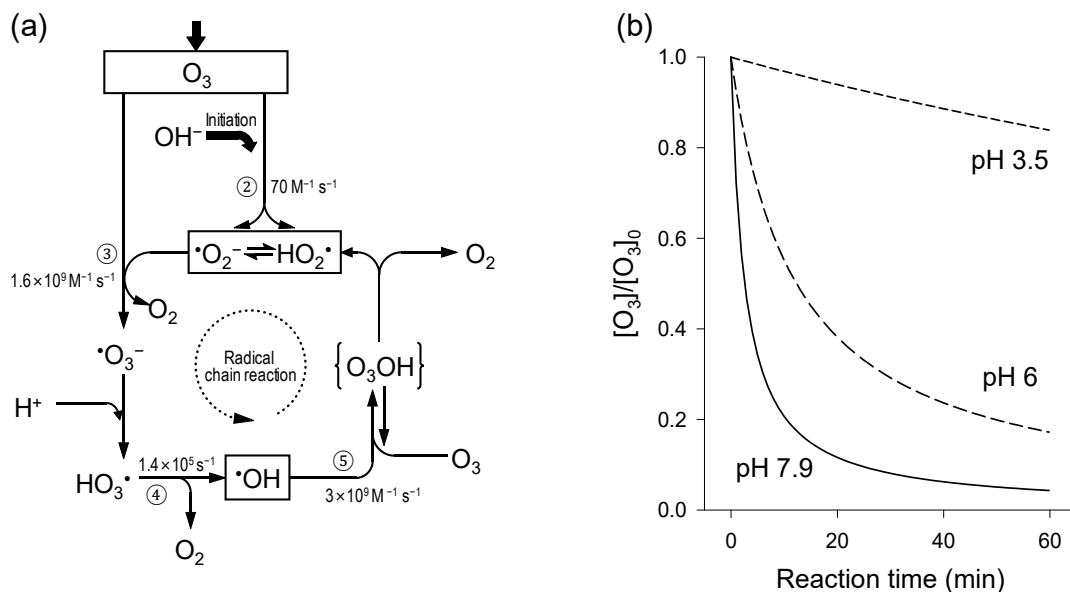 (a)
O₃
Initiation
OH⁻
② 70 M⁻¹ s⁻¹
•O₂⁻ ⇌ HO₂•
O₂
③
1.6×10⁹ M⁻¹ s⁻¹
O₂
•O₃⁻
Radical
chain reaction
{O₃OH}
H⁺
HO₃•
1.4×10⁵ s⁻¹
④
•OH
⑤
3×10⁹ M⁻¹ s⁻¹
O₃
O₂
(b)
[O₃]/[O₃]₀
1.0
0.8
0.6
0.4
0.2
0.0
pH 3.5
pH 6
pH 7.9
0 20 40 60
Reaction time (min)